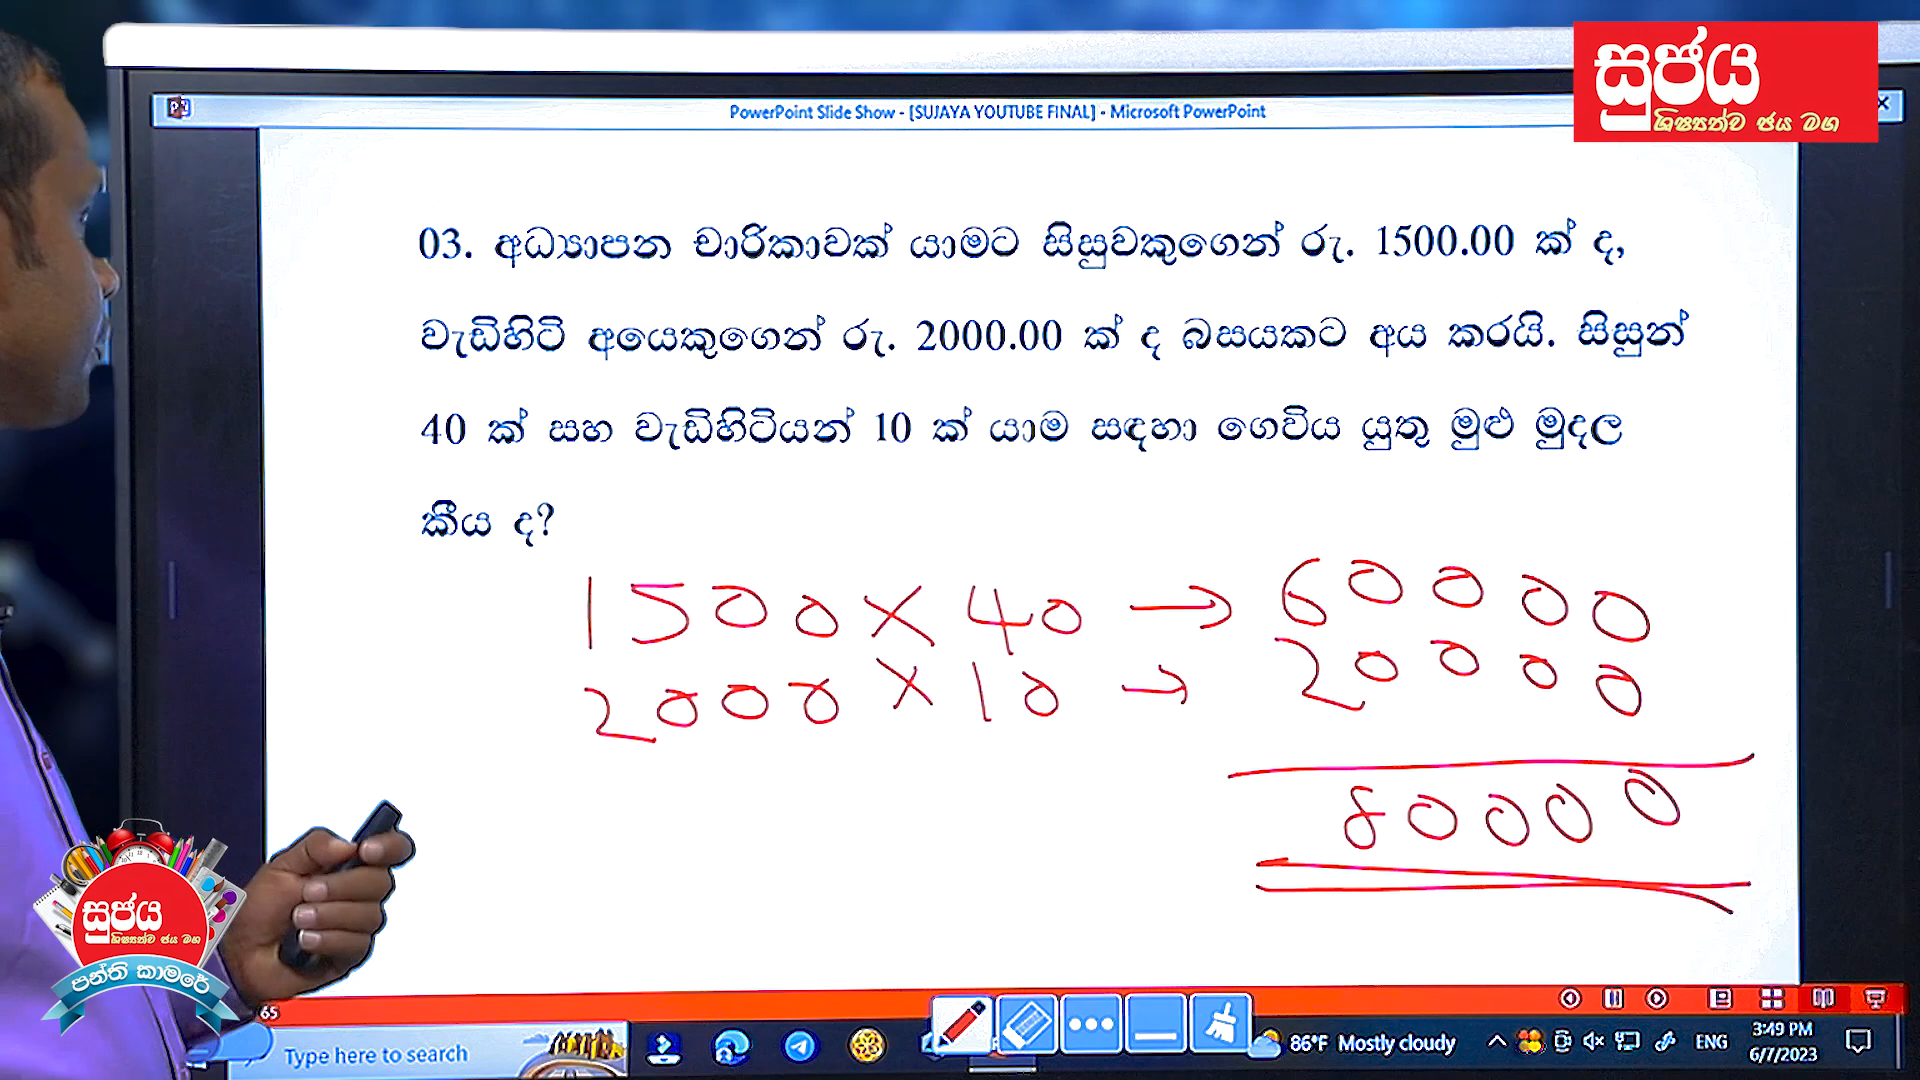 සුජය
ශිෂ්‍යත්ව ජය මග
PowerPoint Slide Show - [SUJAYA YOUTUBE FINAL] - Microsoft PowerPoint
03. අධ්‍යාපන චාරිකාවක් යාමට සිසුවකුගෙන් රු. 1500.00 ක් ද,
වැඩිහිටි අයෙකුගෙන් රු. 2000.00 ක් ද බසයකට අය කරයි. සිසුන්
40 ක් සහ වැඩිහිටියන් 10 ක් යාම සඳහා ගෙවිය යුතු මුළු මුදල
කීය ද?
1500 × 40 → 60000
2000 × 10 → 20000
80000
සුජය
ශිෂ්‍යත්ව ජය මග
පන්ති කාමරේ
65
Type here to search
86°F Mostly cloudy
ENG
3:49 PM
6/7/2023